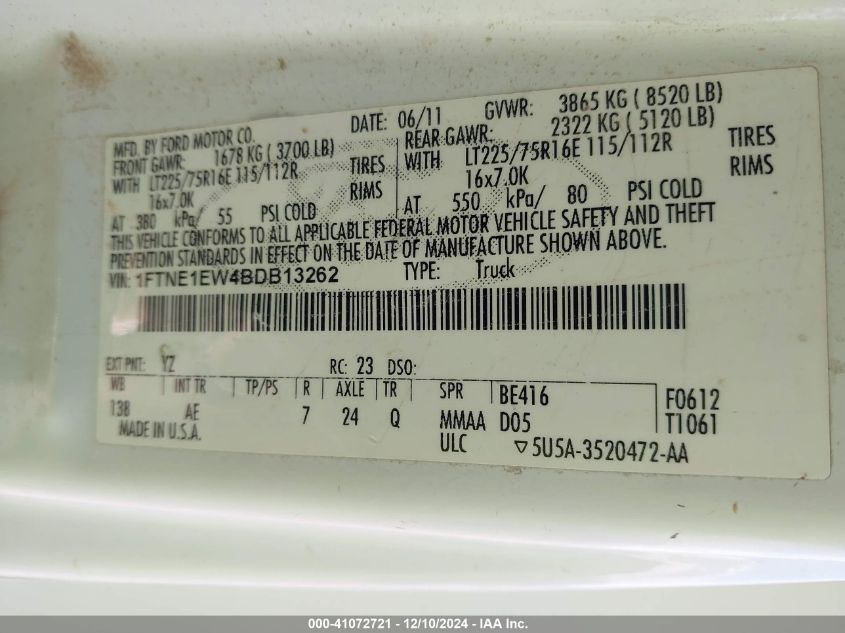 MFD. BY FORD MOTOR CO. DATE: 06/11 GVWR: 3865 KG ( 8520 LB)
FRONT GAWR: 1678 KG ( 3700 LB) REAR GAWR: 2322 KG ( 5120 LB)
WITH LT225/75R16E 115/112R TIRES WITH LT225/75R16E 115/112R TIRES
16x7.0K RIMS 16x7.0K RIMS
AT 380 kPa/ 55 PSI COLD AT 550 kPa/ 80 PSI COLD
THIS VEHICLE CONFORMS TO ALL APPLICABLE FEDERAL MOTOR VEHICLE SAFETY AND THEFT
PREVENTION STANDARDS IN EFFECT ON THE DATE OF MANUFACTURE SHOWN ABOVE.
VIN: 1FTNE1EW4BDB13262 TYPE: Truck
EXT PNT: YZ RC: 23 DSO:
WB INT TR TP/PS R AXLE TR SPR BE416 F0612
138 AE 7 24 Q MMAA D05 T1061
MADE IN U.S.A. ULC ▽5U5A-3520472-AA
000-41072721 - 12/10/2024 - IAA Inc.